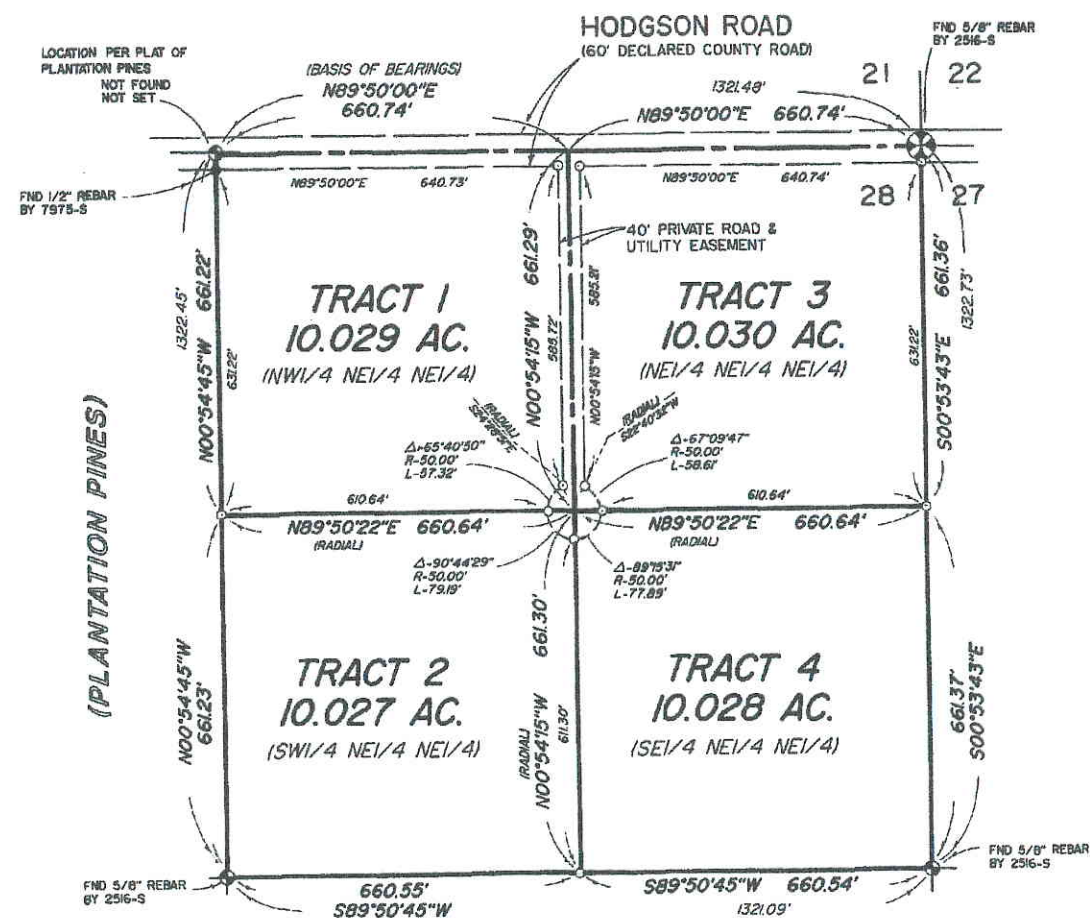 HODGSON ROAD
(60' DECLARED COUNTY ROAD)
FND 5/8" REBAR
BY 2516-S
LOCATION PER PLAT OF
PLANTATION PINES
NOT FOUND
NOT SET
(BASIS OF BEARINGS)
N89°50'00"E
660.74'
1321.48'
N89°50'00"E 660.74'
21 22
28 27
FND 1/2" REBAR
BY 7975-S
N89°50'00"E 640.73'
N89°50'00"E 640.74'
40' PRIVATE ROAD &
UTILITY EASEMENT
N00°54'45"W 661.22'
1322.45'
631.22'
TRACT 1
10.029 AC.
(NW1/4 NE1/4 NE1/4)
N00°54'15"W 661.29'
585.72'
585.21'
N00°54'15"W
TRACT 3
10.030 AC.
(NE1/4 NE1/4 NE1/4)
661.36'
S00°53'43"E
1322.73'
631.22'
(PLANTATION PINES)
(RADIAL)
(RADIAL)
S22°40'32"W
65°40'50"
R-50.00'
L-57.32'
Δ-67°09'47"
R-50.00'
L-58.61'
610.64'
N89°50'22"E 660.64'
(RADIAL)
610.64'
N89°50'22"E 660.64'
(RADIAL)
Δ-90°44'29"
R-50.00'
L-79.19'
Δ-89°15'31"
R-50.00'
L-77.89'
N00°54'45"W
661.23'
TRACT 2
10.027 AC.
(SW1/4 NE1/4 NE1/4)
661.30'
(RADIAL)
N00°54'15"W
611.30'
TRACT 4
10.028 AC.
(SE1/4 NE1/4 NE1/4)
661.37'
S00°53'43"E
FND 5/8" REBAR
BY 2516-S
660.55'
S89°50'45"W
S89°50'45"W 660.54'
1321.09'
FND 5/8" REBAR
BY 2516-S